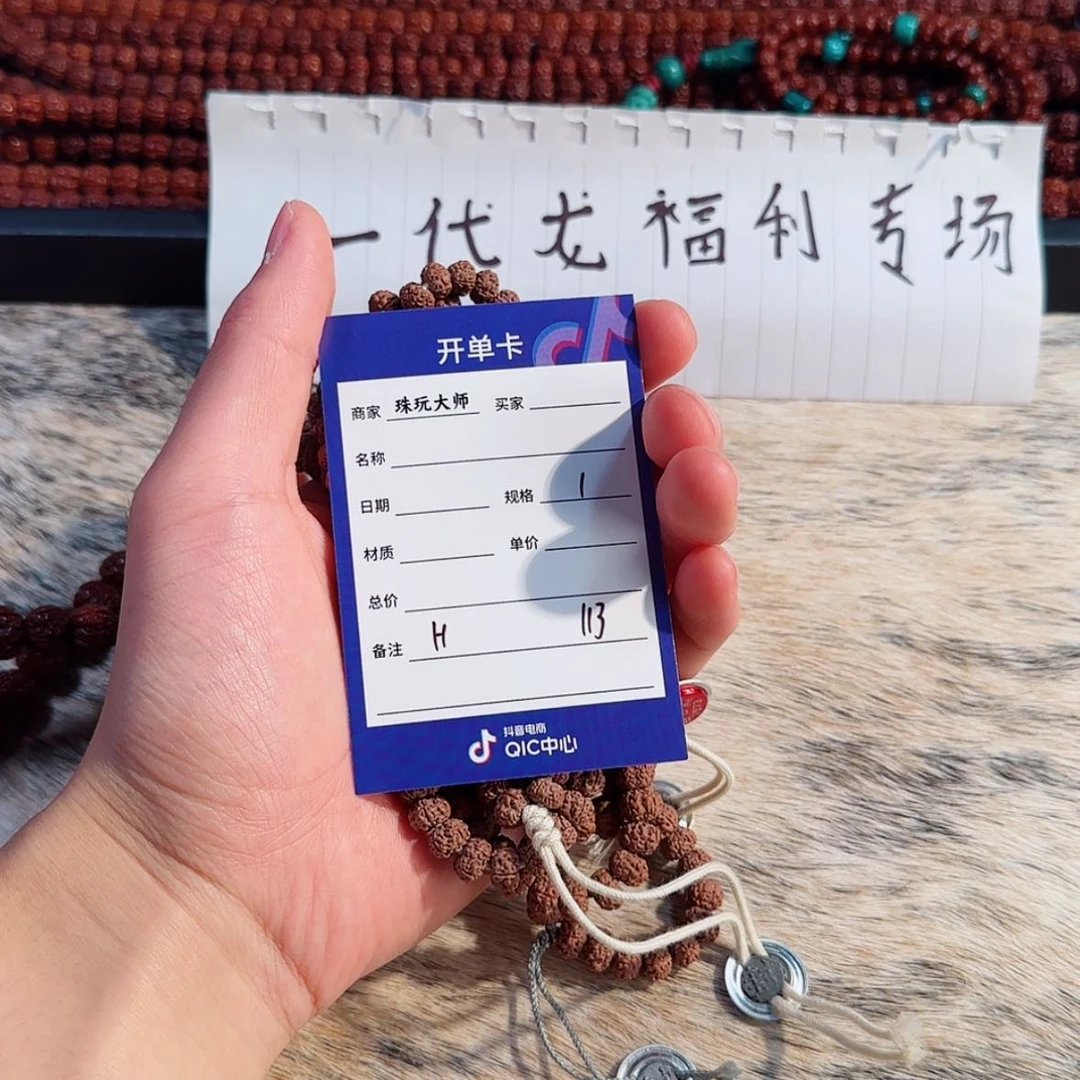 一代龙福利专场
开单卡
商家 珠玩大师 买家
名称
日期 规格 1
材质 单价
总价
备注 H 113
抖音电商
QIC中心